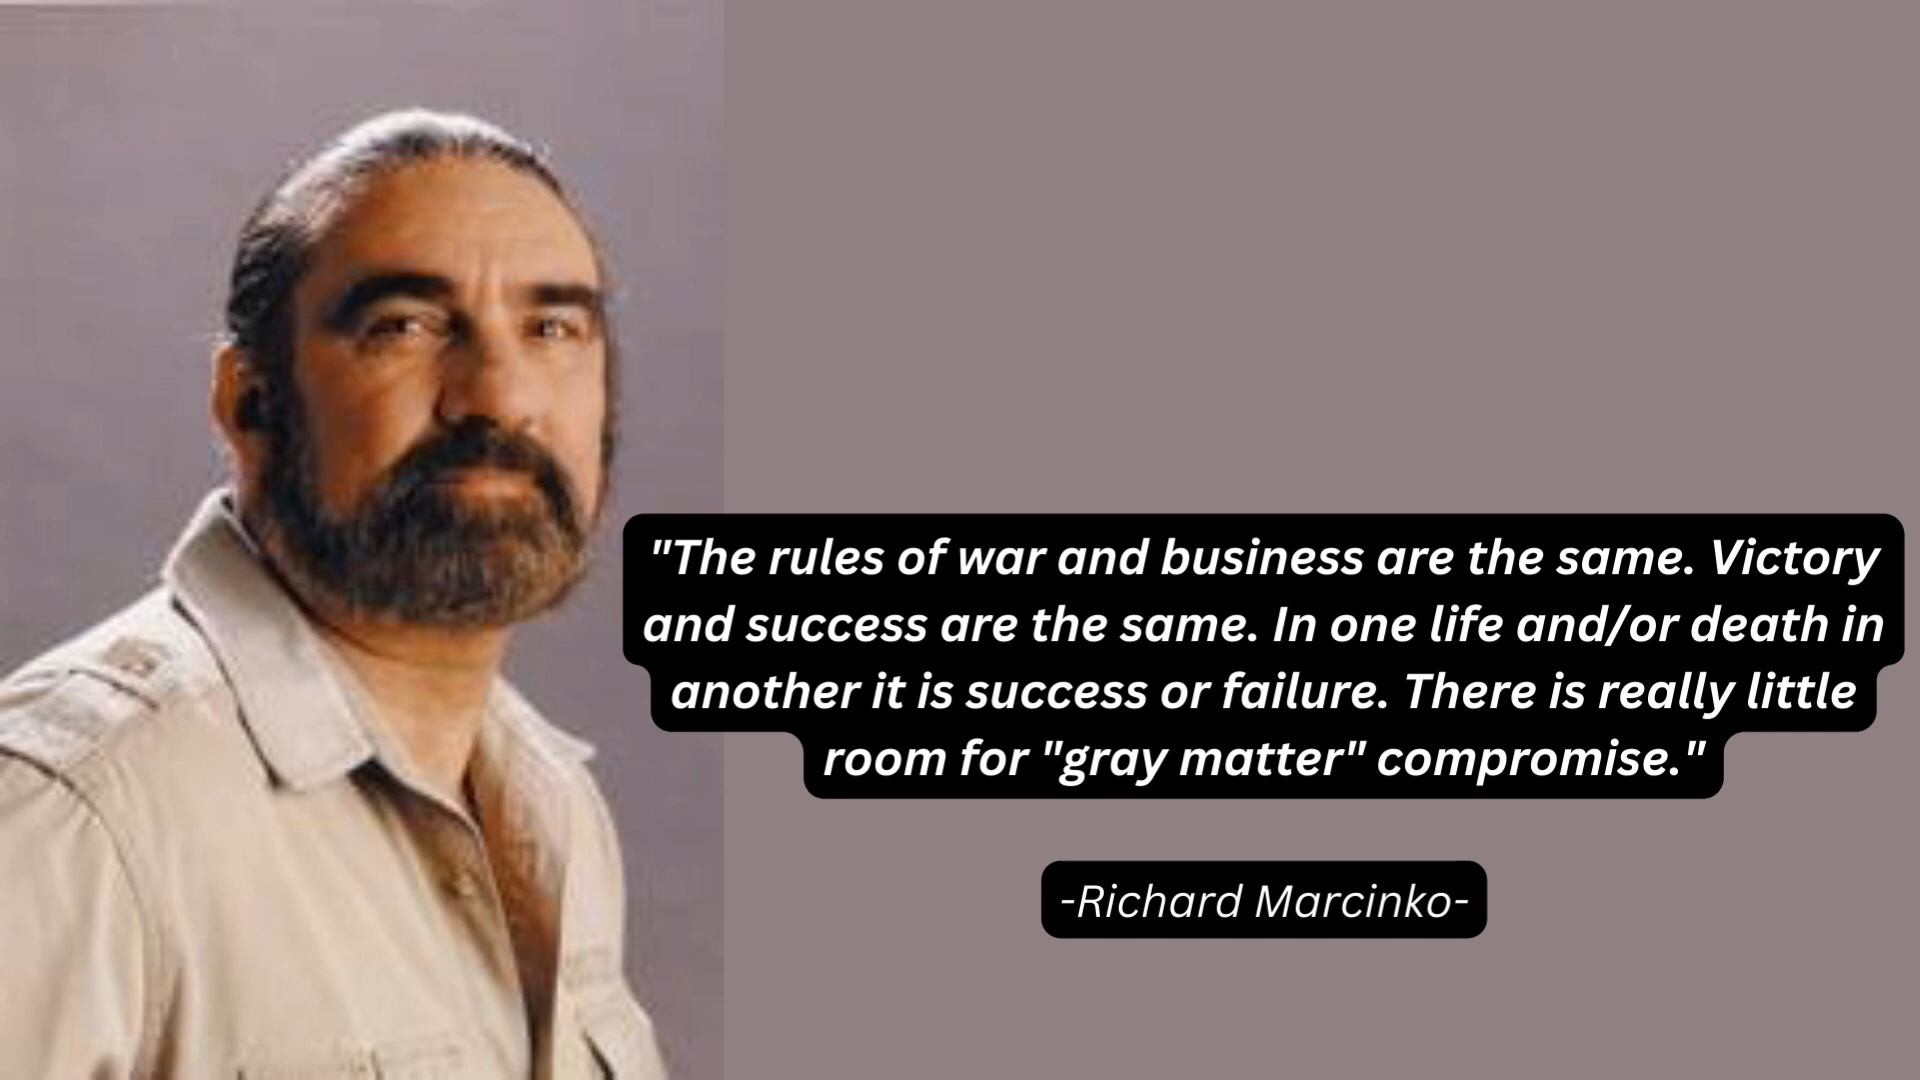 "The rules of war and business are the same. Victory
and success are the same. In one life and/or death in
another it is success or failure. There is really little
room for "gray matter" compromise."
-Richard Marcinko-